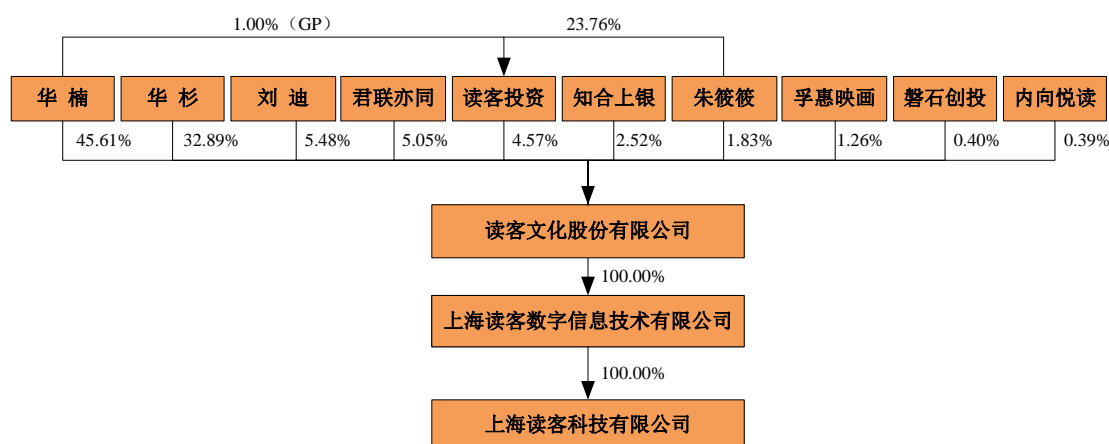 1.00%（GP） 23.76%
华 楠 华 杉 刘 迪 君联亦同 读客投资 知合上银 朱筱筱 孚惠映画 磐石创投 内向悦读
45.61% 32.89% 5.48% 5.05% 4.57% 2.52% 1.83% 1.26% 0.40% 0.39%
读客文化股份有限公司
100.00%
上海读客数字信息技术有限公司
100.00%
上海读客科技有限公司